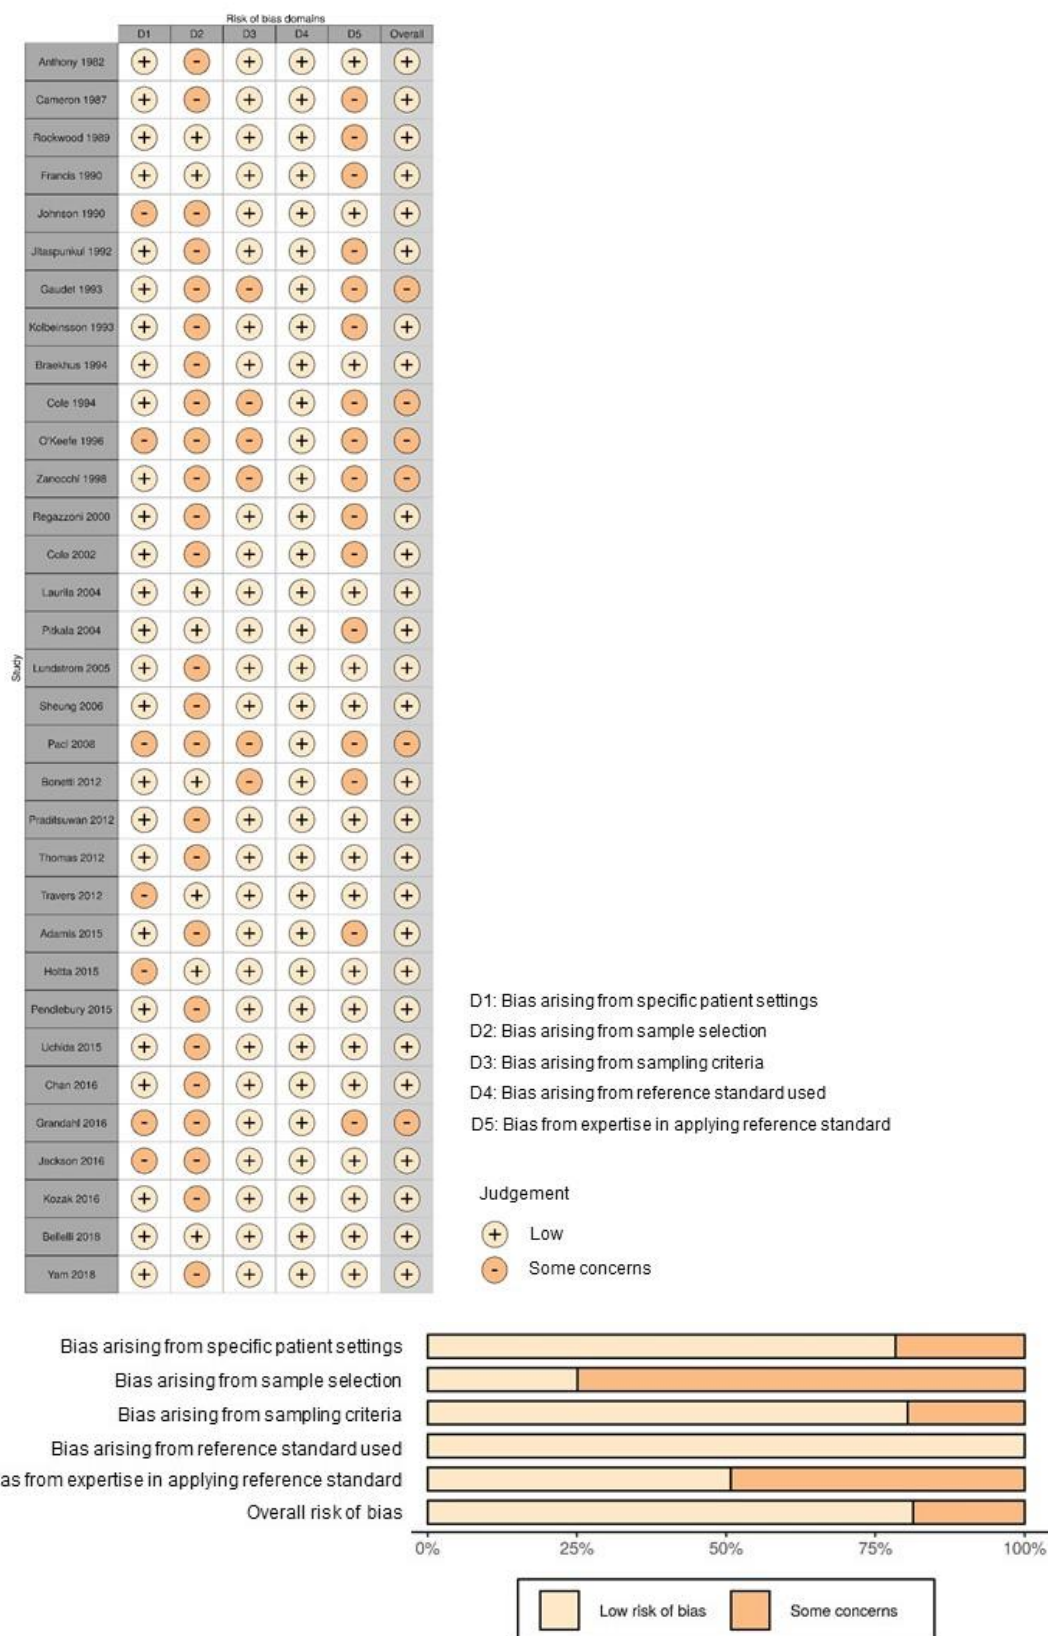 Risk of bias domains
D1 D2 D3 D4 D5 Overall
Anthony 1982 + - + + + +
Cameron 1987 + - + + - +
Rockwood 1989 + + + + - +
Francis 1990 + + + + - +
Johnson 1990 - - + + + +
Jitaspunkul 1992 + - + + - +
Gaudet 1993 + - - + - -
Kolbeinsson 1993 + - + + - +
Braekhus 1994 + - + + + +
Cole 1994 + - - + - -
O'Keefe 1996 - - - + - -
Zanocchi 1998 + - - + - -
Regazzoni 2000 + - + + - +
Cole 2002 + - + + - +
Laurila 2004 + + + + + +
Pitkala 2004 + + + + - +
Study
Lundstrom 2005 + - + + + +
Sheung 2006 + - + + + +
Paci 2008 - - - + - -
Bonetti 2012 + + - + - +
Praditsuwan 2012 + - + + + +
Thomas 2012 + - + + + +
Travers 2012 - + + + + +
Adamis 2015 + - + + - +
Holtta 2015 - + + + + +
Pendlebury 2015 + - + + + +
Uchida 2015 + - + + + +
Chan 2016 + - + + + +
Grandahl 2016 - - + + - -
Jackson 2016 - - + + + +
Kozak 2016 + - + + + +
Bellelli 2018 + + + + + +
Yam 2018 + - + + + +
D1: Bias arising from specific patient settings
D2: Bias arising from sample selection
D3: Bias arising from sampling criteria
D4: Bias arising from reference standard used
D5: Bias from expertise in applying reference standard
Judgement
+ Low
- Some concerns
Bias arising from specific patient settings
Bias arising from sample selection
Bias arising from sampling criteria
Bias arising from reference standard used
as from expertise in applying reference standard
Overall risk of bias
0% 25% 50% 75% 100%
Low risk of bias Some concerns